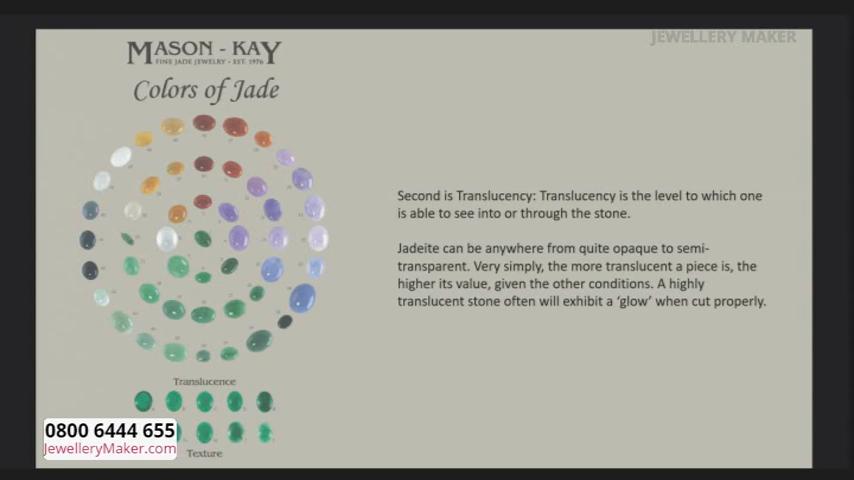 JEWELLERY MAKER
MASON - KAY
FINE JADE JEWELRY - EST. 1976
Colors of Jade
Second is Translucency: Translucency is the level to which one
is able to see into or through the stone.
Jadeite can be anywhere from quite opaque to semi-
transparent. Very simply, the more translucent a piece is, the
higher its value, given the other conditions. A highly
translucent stone often will exhibit a ‘glow’ when cut properly.
Translucence
0800 6444 655
JewelleryMaker.com
Texture